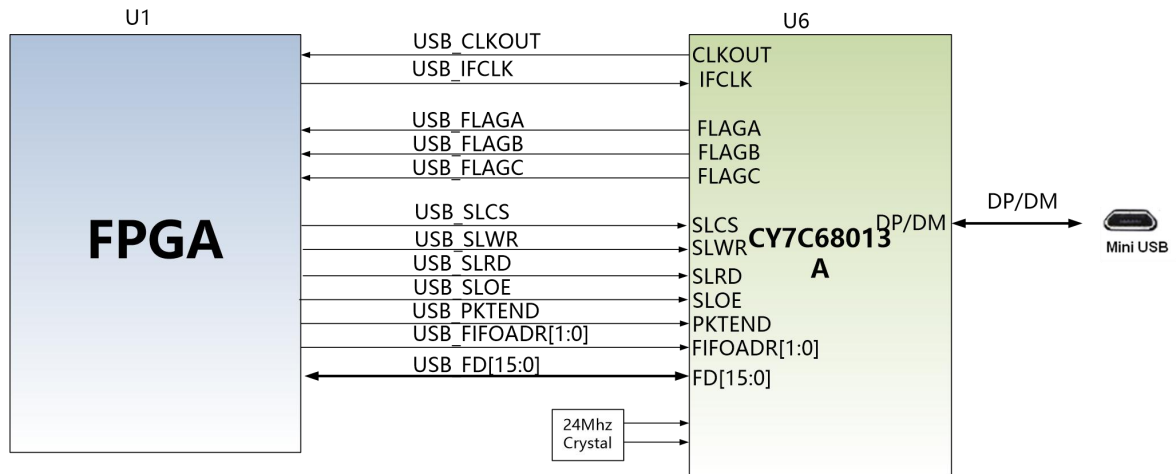 U1
U6
USB_CLKOUT
CLKOUT
USB_IFCLK
IFCLK
USB_FLAGA
FLAGA
USB_FLAGB
FLAGB
USB_FLAGC
FLAGC
FPGA
USB_SLCS
SLCS
USB_SLWR
SLWR
USB_SLRD
SLRD
USB_SLOE
SLOE
USB_PKTEND
PKTEND
USB_FIFOADR[1:0]
FIFOADR[1:0]
USB_FD[15:0]
FD[15:0]
CY7C68013
A
DP/DM
DP/DM
Mini USB
24Mhz
Crystal